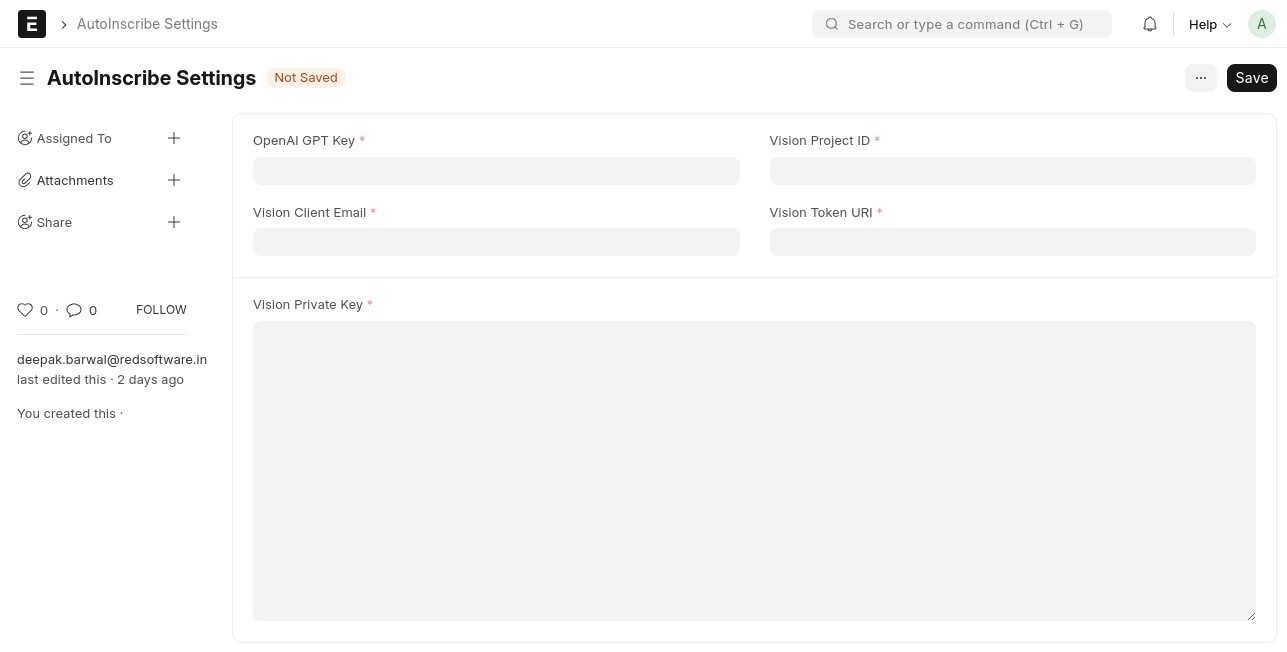 AutoInscribe Settings
Search or type a command (Ctrl + G)
Help
A
AutoInscribe Settings
Not Saved
...
Save
Assigned To
Attachments
Share
0 · 0 FOLLOW
deepak.barwal@redsoftware.in
last edited this · 2 days ago
You created this ·
OpenAI GPT Key *
Vision Project ID *
Vision Client Email *
Vision Token URI *
Vision Private Key *